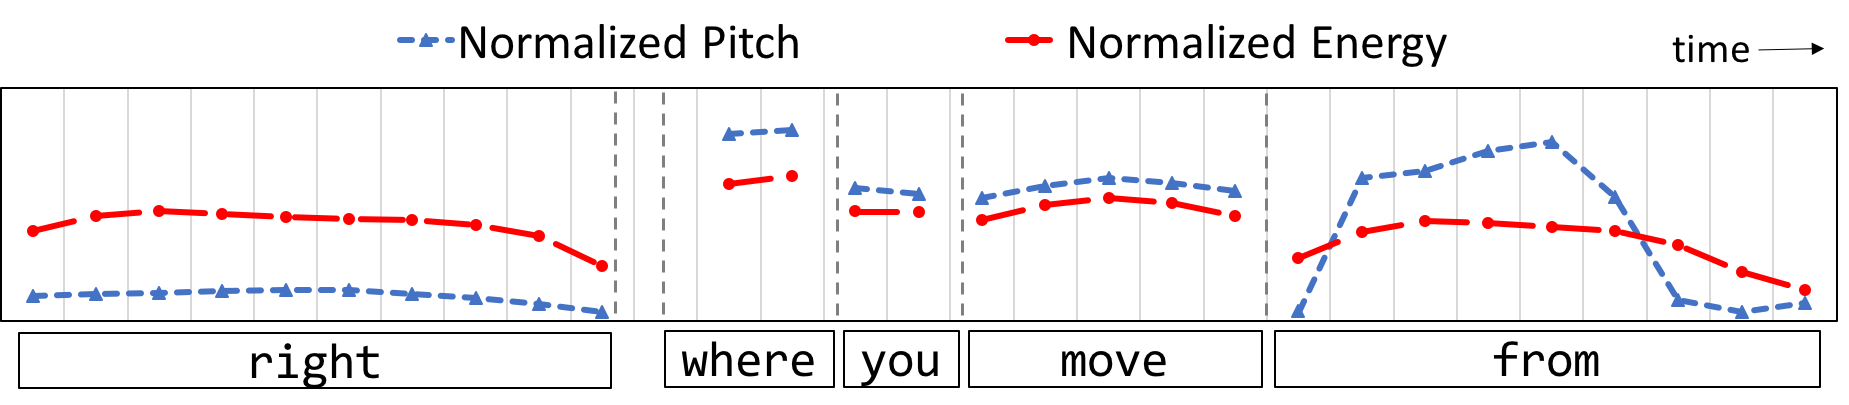 Normalized Pitch Normalized Energy time
right where you move from